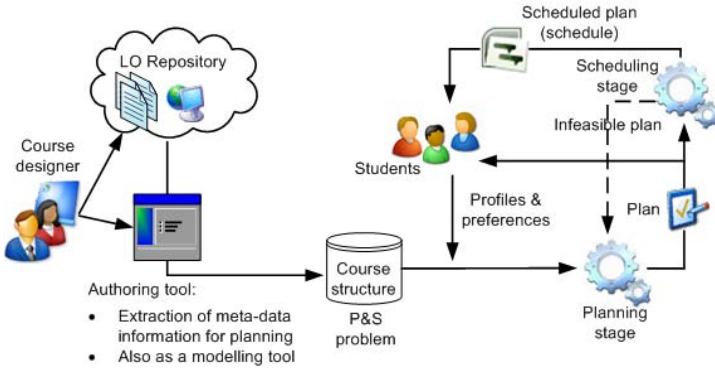 LO Repository
Course
designer
Authoring tool:
• Extraction of meta-data
information for planning
• Also as a modelling tool
Course
structure
P&S
problem
Students
Profiles &
preferences
Scheduled plan
(schedule)
Scheduling
stage
Infeasible plan
Plan
Planning
stage